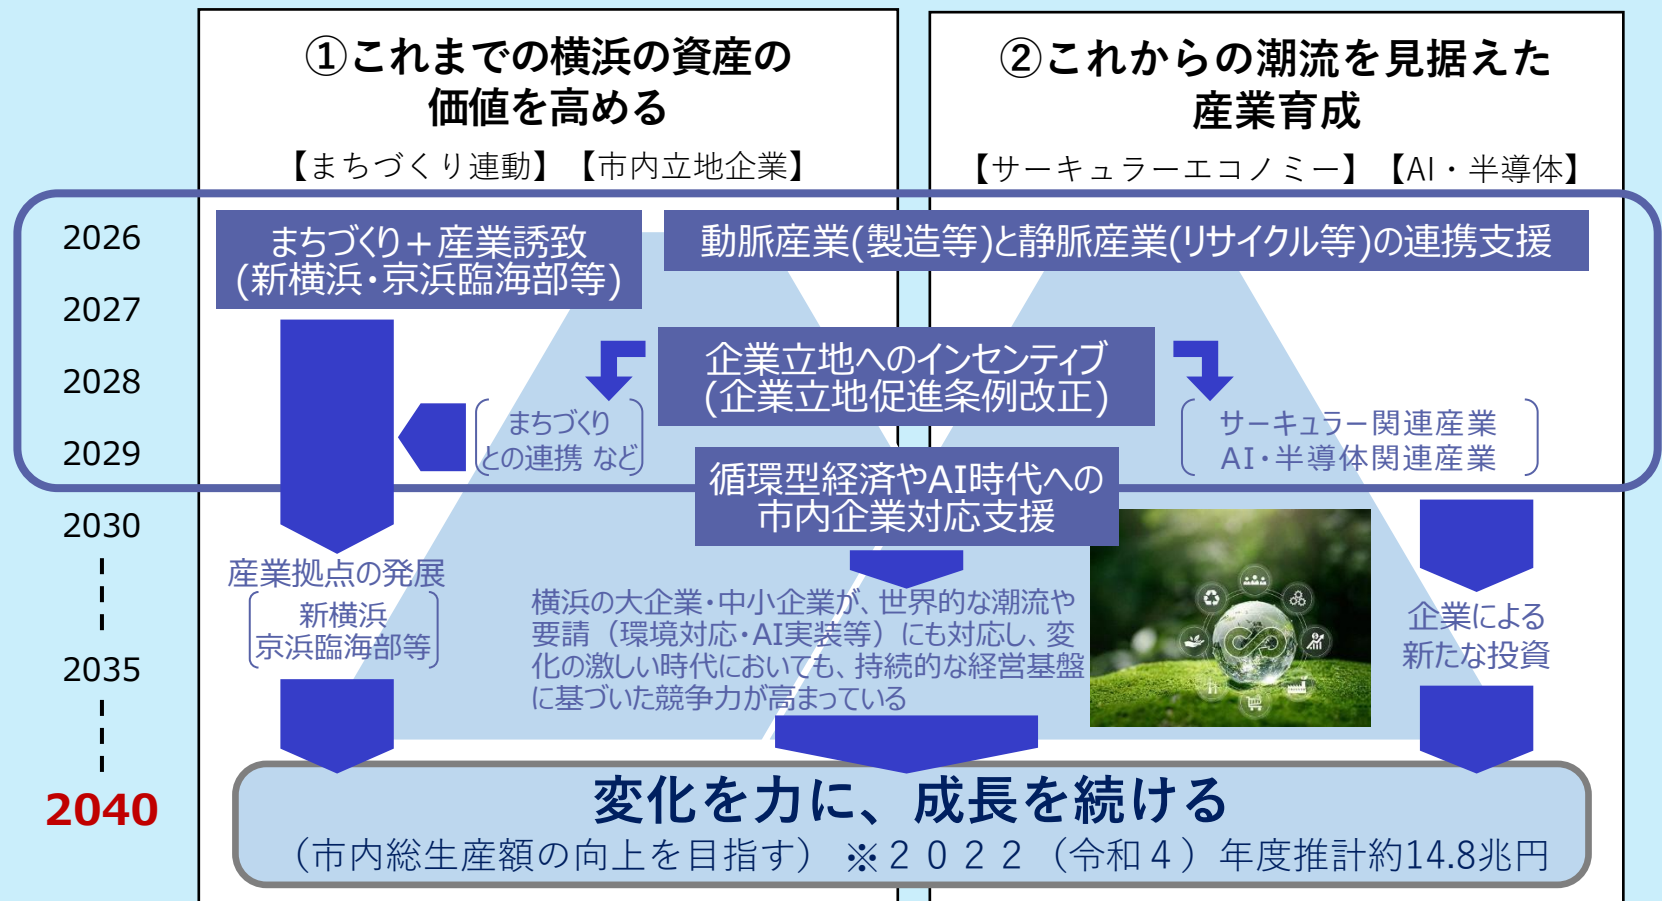 ①これまでの横浜の資産の
価値を高める
【まちづくり連動】【市内立地企業】
②これからの潮流を見据えた
産業育成
【サーキュラーエコノミー】【AI・半導体】
2026
2027
2028
2029
2030
2035
2040
まちづくり＋産業誘致
(新横浜・京浜臨海部等)
動脈産業(製造等)と静脈産業(リサイクル等)の連携支援
企業立地へのインセンティブ
(企業立地促進条例改正)
まちづくり
との連携 など
サーキュラー関連産業
AI・半導体関連産業
循環型経済やAI時代への
市内企業対応支援
産業拠点の発展
新横浜
京浜臨海部等
横浜の大企業・中小企業が、世界的な潮流や
要請（環境対応・AI実装等）にも対応し、変
化の激しい時代においても、持続的な経営基盤
に基づいた競争力が高まっている
企業による
新たな投資
変化を力に、成長を続ける
（市内総生産額の向上を目指す）※２０２２（令和４）年度推計約14.8兆円